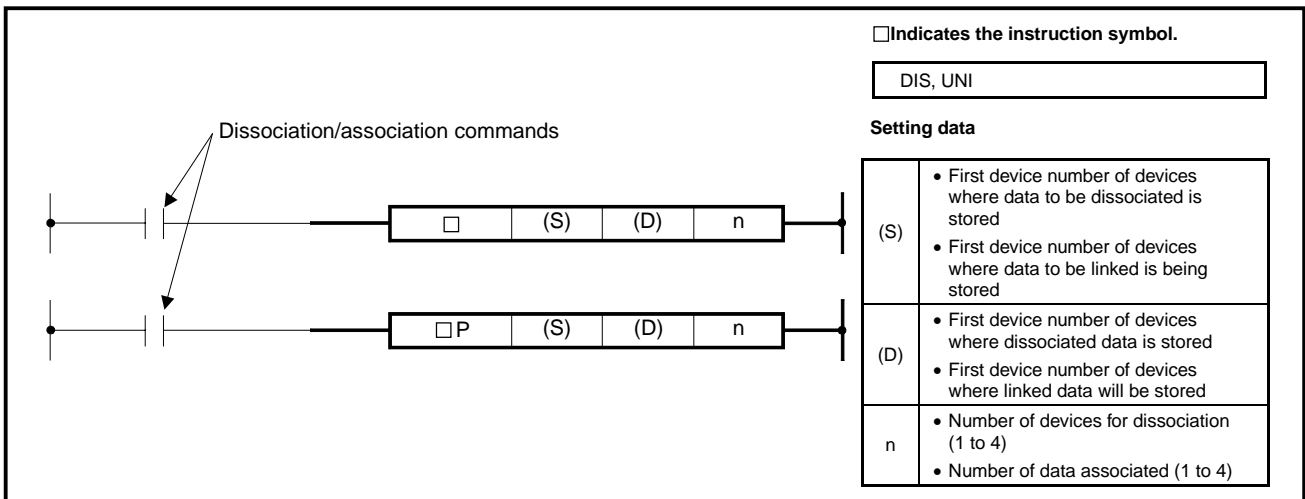 □Indicates the instruction symbol.
DIS, UNI
Setting data
Dissociation/association commands
□ (S) (D) n
□P (S) (D) n
(S)
• First device number of devices
where data to be dissociated is
stored
• First device number of devices
where data to be linked is being
stored
(D)
• First device number of devices
where dissociated data is stored
• First device number of devices
where linked data will be stored
n
• Number of devices for dissociation
(1 to 4)
• Number of data associated (1 to 4)